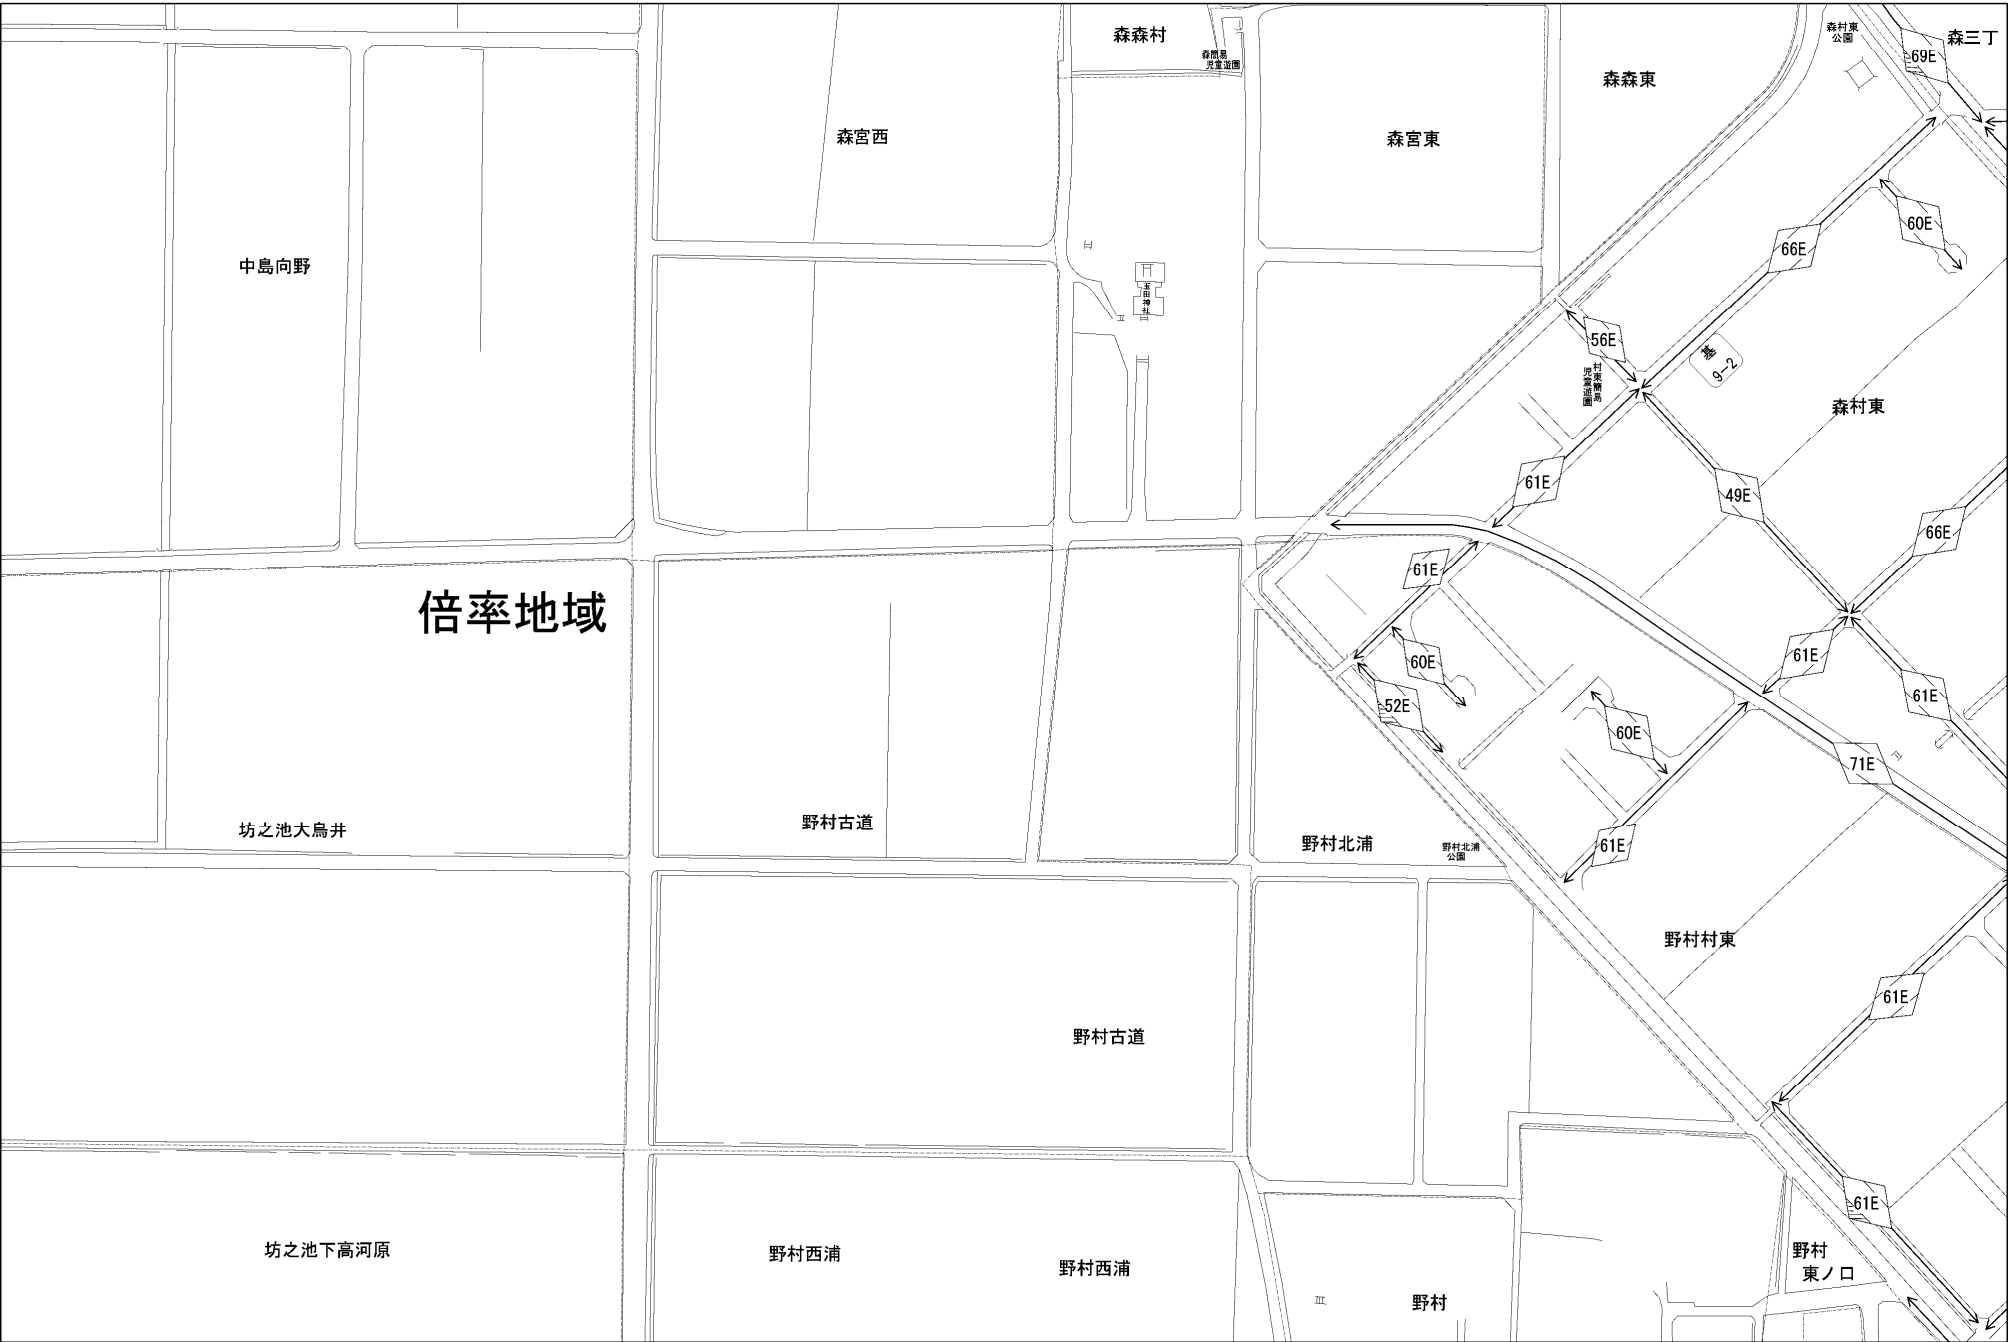 森森村
森簡易
児童遊園
森村東
公園
森三丁
69E
森森東
森宮西
森宮東
60E
66E
中島向野
玉田神社
56E
基
9-2
村東簡易
児童遊園
森村東
61E
49E
66E
61E
倍率地域
60E
61E
61E
52E
60E
71E
坊之池大鳥井
野村古道
野村北浦
野村北浦
公園
61E
野村村東
61E
野村古道
61E
坊之池下高河原
野村西浦
野村西浦
野村
東ノ口
野村